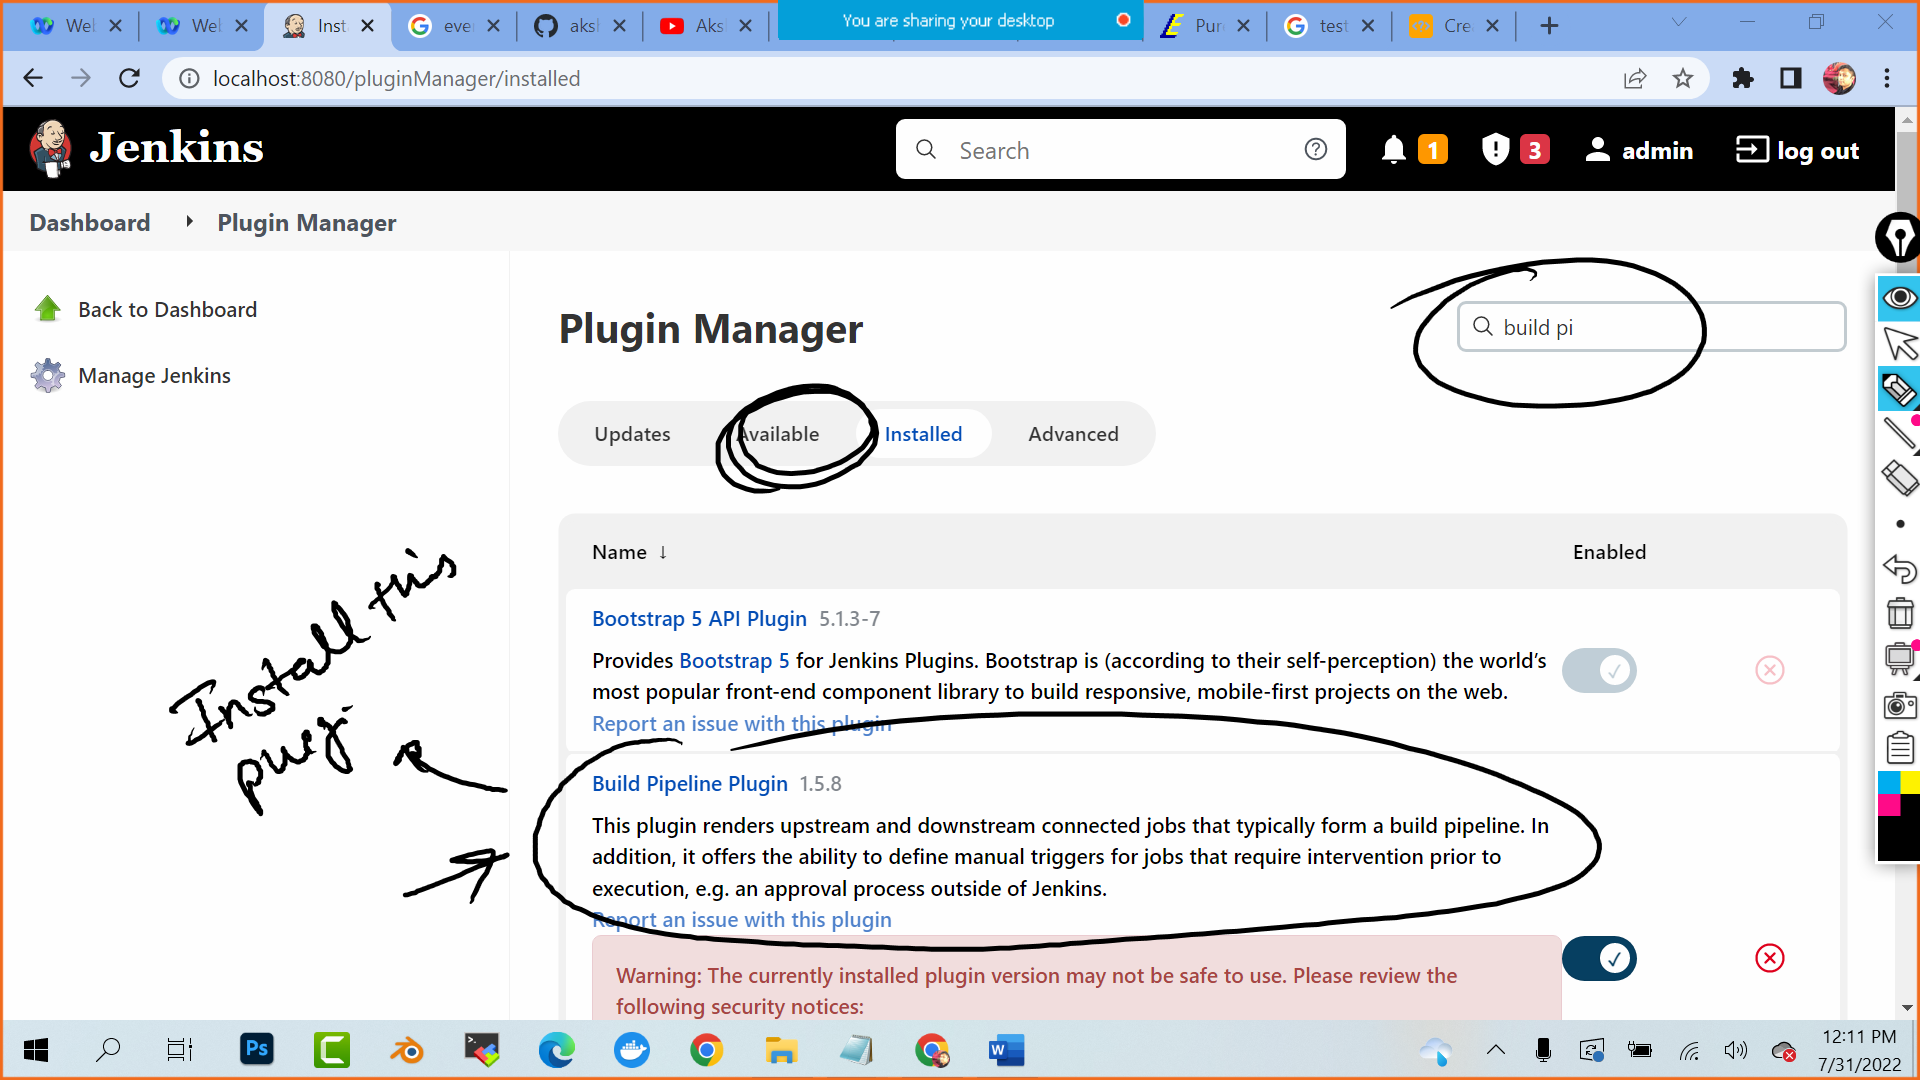 Wel
Wel
Inst
eve
aksh
Aks
You are sharing your desktop
Pur
test
Cre
localhost:8080/pluginManager/installed
Jenkins
Search
1
3
admin
log out
Dashboard
Plugin Manager
Back to Dashboard
Manage Jenkins
Plugin Manager
build pi
Updates
Available
Installed
Advanced
Name ↓
Enabled
Bootstrap 5 API Plugin 5.1.3-7
Provides Bootstrap 5 for Jenkins Plugins. Bootstrap is (according to their self-perception) the world's
most popular front-end component library to build responsive, mobile-first projects on the web.
Report an issue with this plugin
Install this
plugi
Build Pipeline Plugin 1.5.8
This plugin renders upstream and downstream connected jobs that typically form a build pipeline. In
addition, it offers the ability to define manual triggers for jobs that require intervention prior to
execution, e.g. an approval process outside of Jenkins.
Report an issue with this plugin
Warning: The currently installed plugin version may not be safe to use. Please review the
following security notices:
Ps
C
W
12:11 PM
7/31/2022